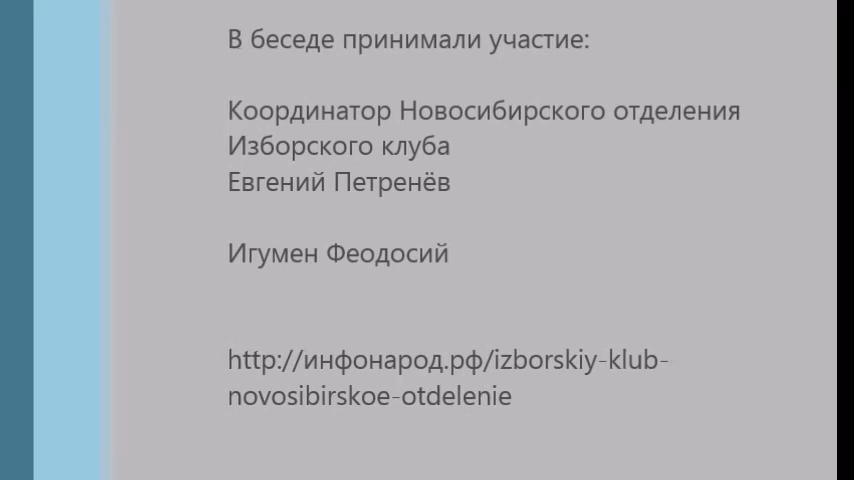 В беседе принимали участие:
Координатор Новосибирского отделения
Изборского клуба
Евгений Петренёв
Игумен Феодосий
http://инфонарод.рф/izborskiy-klub-
novosibirskoe-otdelenie